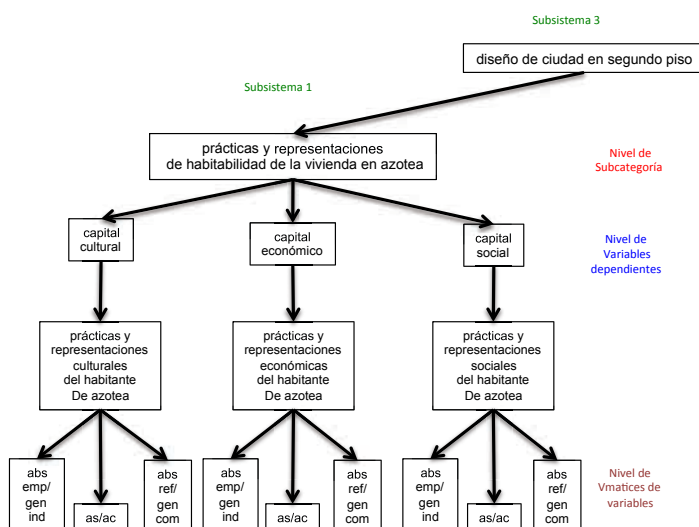 Subsistema 3
diseño de ciudad en segundo piso
Subsistema 1
prácticas y representaciones
de habitabilidad de la vivienda en azotea
Nivel de
Subcategoría
capital
cultural
capital
económico
capital
social
Nivel de
Variables
dependientes
prácticas y
representaciones
culturales
del habitante
De azotea
prácticas y
representaciones
económicas
del habitante
De azotea
prácticas y
representaciones
sociales
del habitante
De azotea
abs
emp/
gen
ind
as/ac
abs
ref/
gen
com
abs
emp/
gen
ind
as/ac
abs
ref/
gen
com
abs
emp/
gen
ind
as/ac
abs
ref/
gen
com
Nivel de
Vmatices de
variables